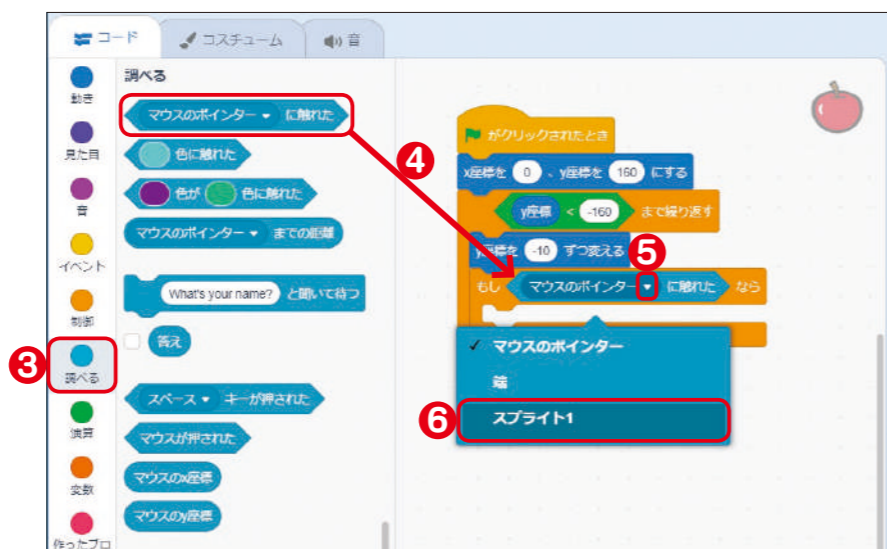 コード
コスチューム
音
動き
見た目
音
イベント
制御
❸
調べる
演算
変数
作ったブロ
調べる
マウスのポインター に触れた
色に触れた
色が 色に触れた
マウスのポインター までの距離
What's your name? と聞いて待つ
答え
スペース キーが押された
マウスが押された
マウスのx座標
マウスのy座標
❹
がクリックされたとき
x座標を 0 、y座標を 160 にする
y座標 < -160 まで繰り返す
y座標を -10 ずつ変える
❺
もし マウスのポインター に触れた なら
✓ マウスのポインター
端
❻
スプライト1